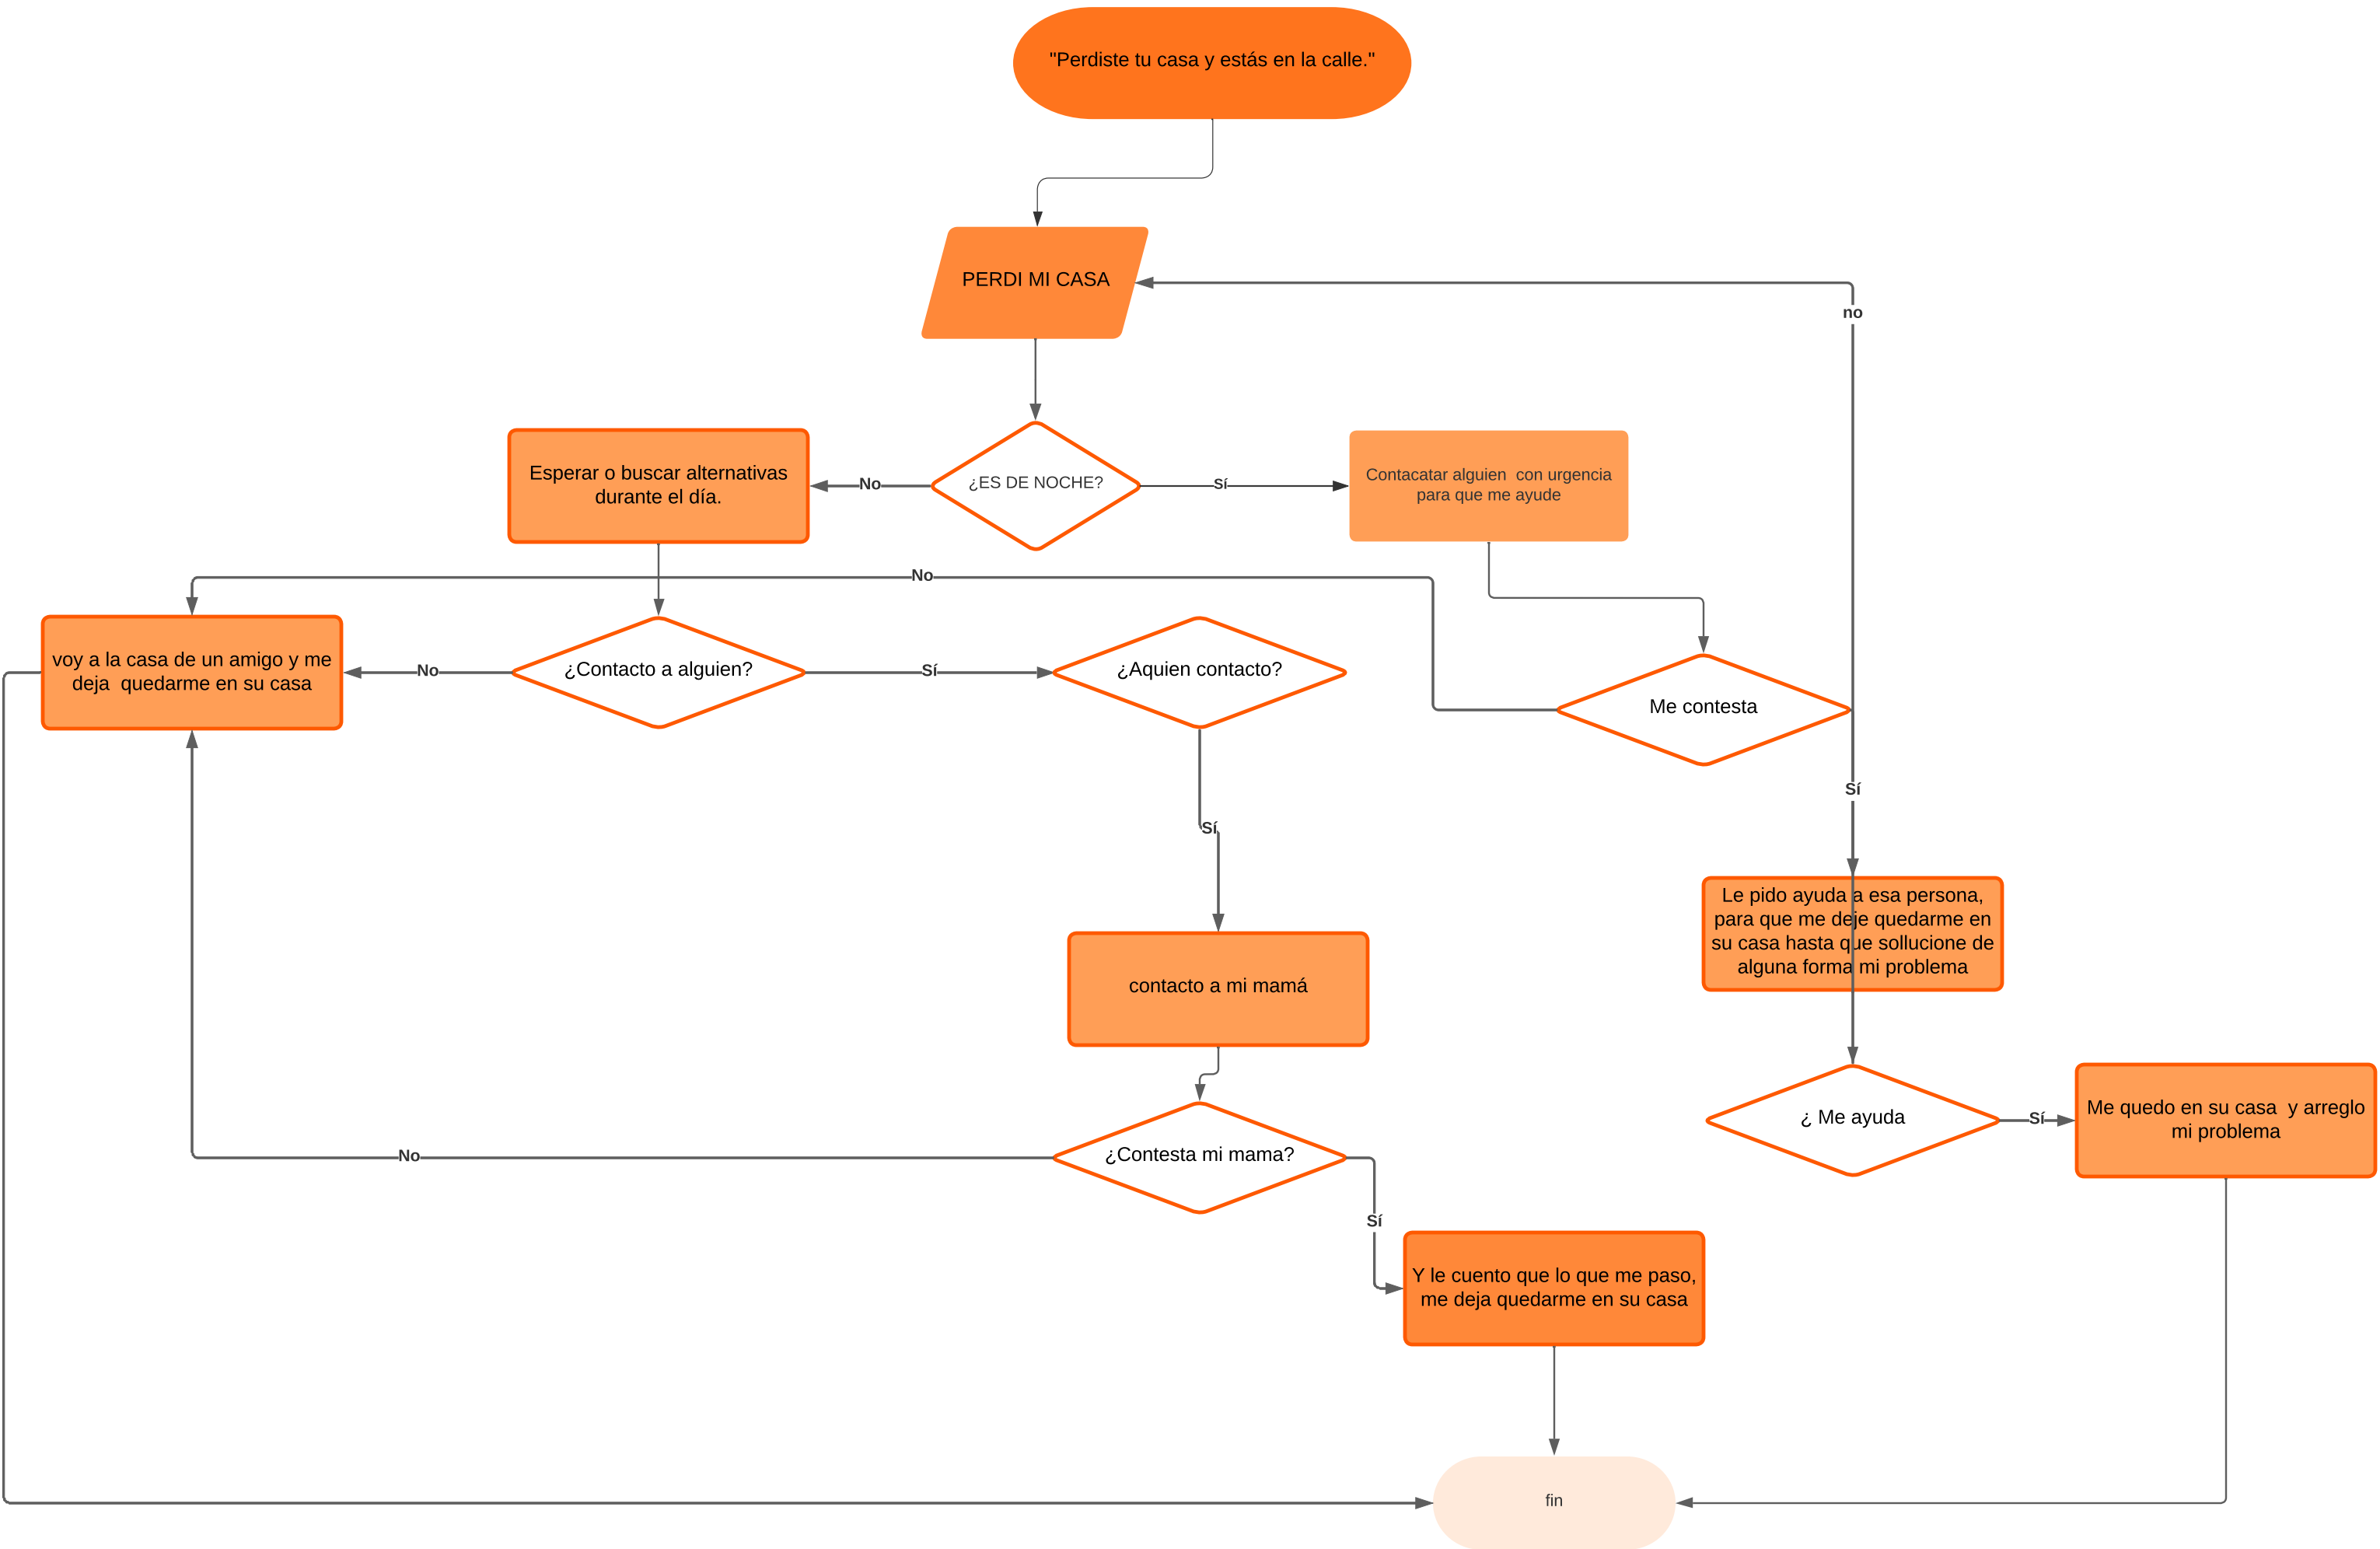 "Perdiste tu casa y estás en la calle."
PERDI MI CASA
no
Esperar o buscar alternativas
durante el día.
No
¿ES DE NOCHE?
Sí
Contacatar alguien  con urgencia
para que me ayude
No
voy a la casa de un amigo y me
deja  quedarme en su casa
No
¿Contacto a alguien?
Sí
¿Aquien contacto?
Me contesta
Sí
Sí
Le pido ayuda a esa persona,
para que me deje quedarme en
su casa hasta que sollucione de
alguna forma mi problema
contacto a mi mamá
¿ Me ayuda
Sí
Me quedo en su casa  y arreglo
mi problema
No
¿Contesta mi mama?
Sí
Y le cuento que lo que me paso,
me deja quedarme en su casa
fin